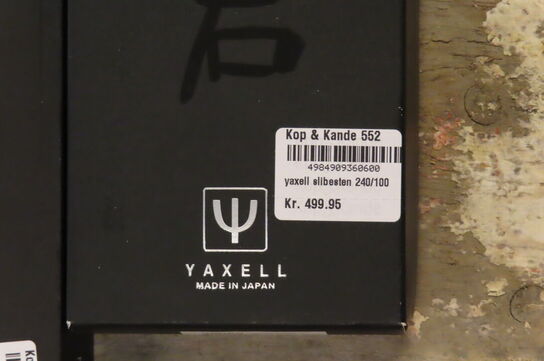 Kop & Kande 552
4984909360600
yaxell slibesten 240/100
Kr. 499.95
YAXELL
MADE IN JAPAN